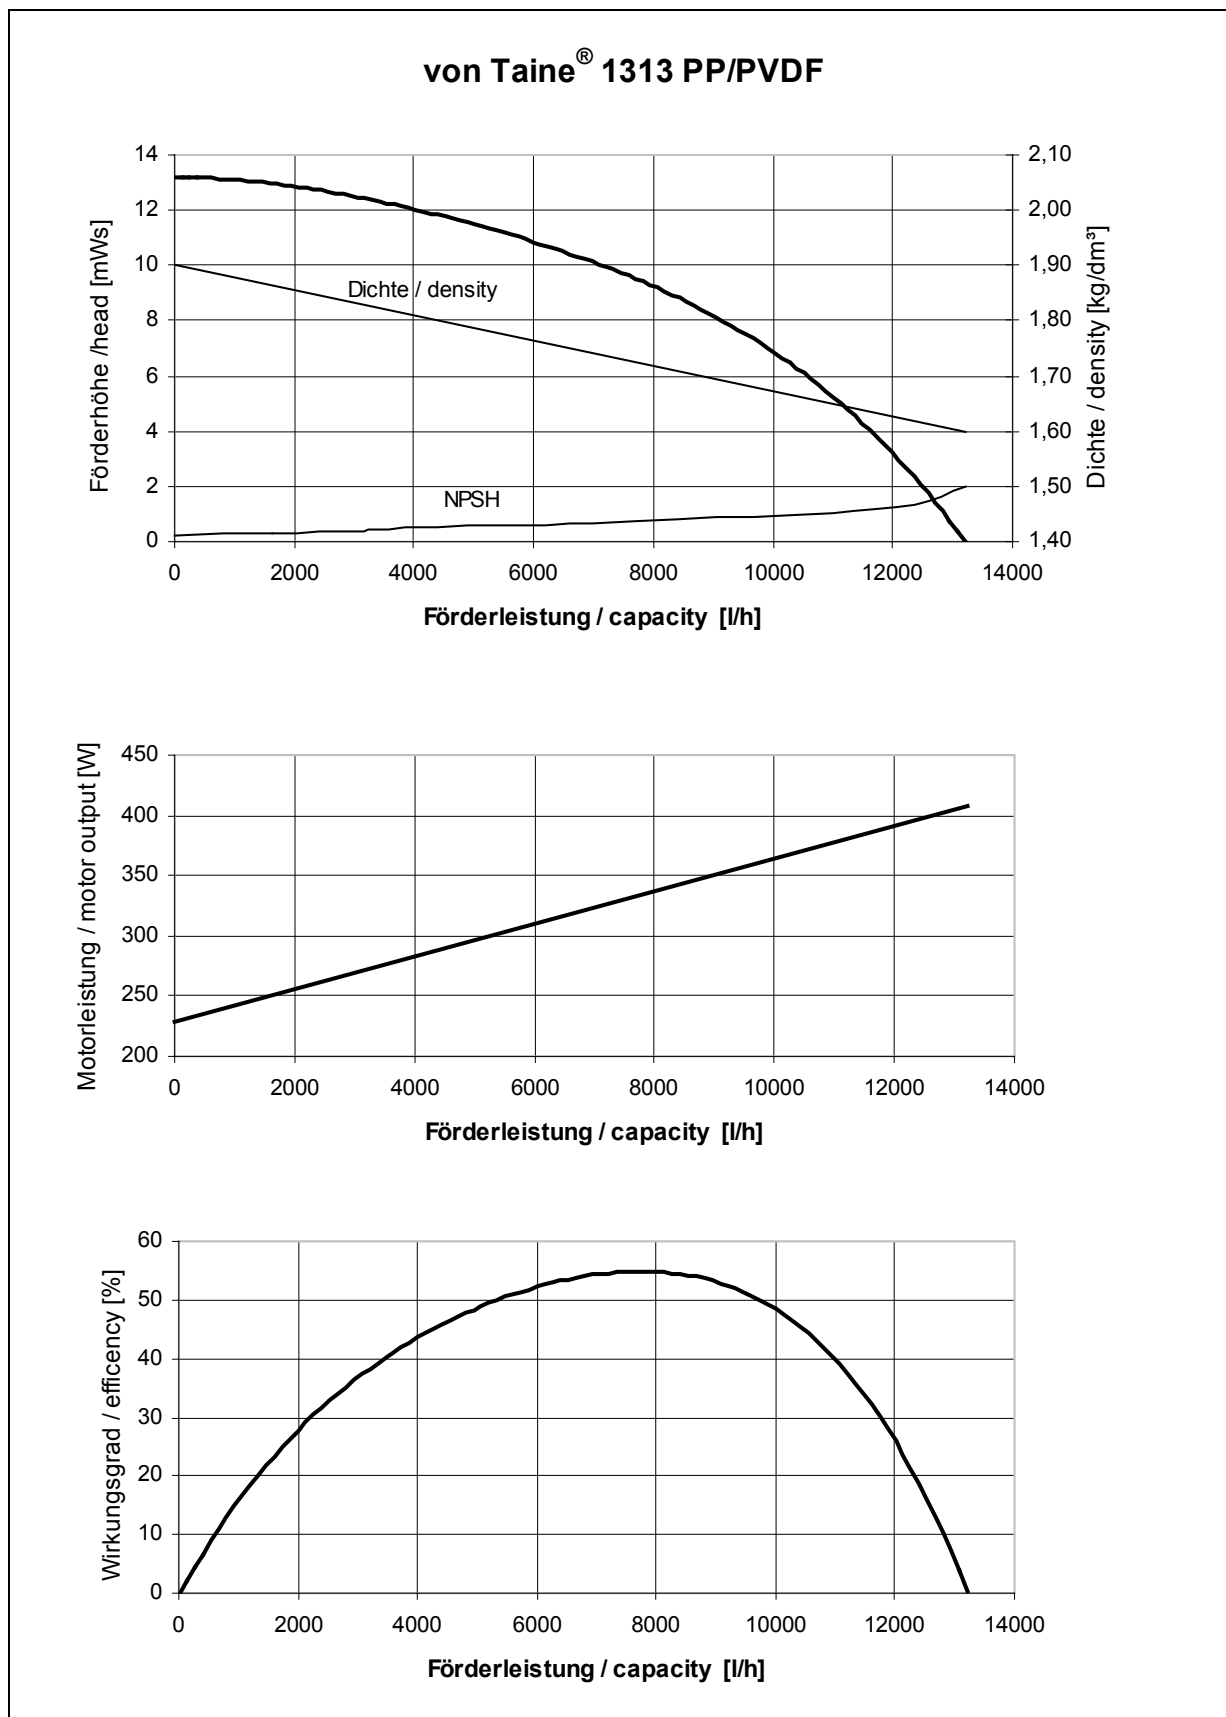 von Taine® 1313 PP/PVDF
Förderhöhe /head [mWs]
14
12
10
8
6
4
2
0
Dichte / density
NPSH
2,10
2,00
1,90
1,80
1,70
1,60
1,50
1,40
Dichte / density [kg/dm³]
0 2000 4000 6000 8000 10000 12000 14000
Förderleistung / capacity [l/h]
Motorleistung / motor output [W]
450
400
350
300
250
200
0 2000 4000 6000 8000 10000 12000 14000
Förderleistung / capacity [l/h]
Wirkungsgrad / efficency [%]
60
50
40
30
20
10
0
0 2000 4000 6000 8000 10000 12000 14000
Förderleistung / capacity [l/h]